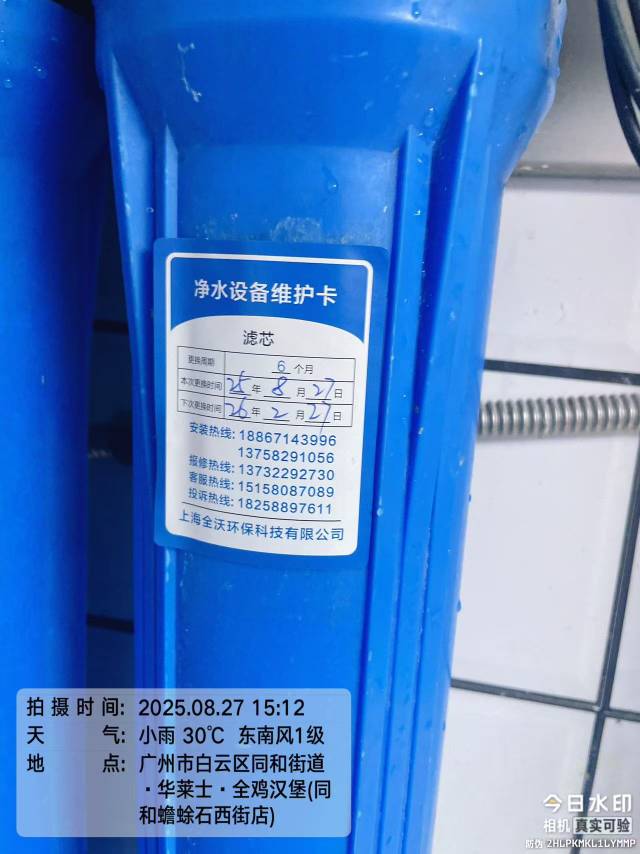 净水设备维护卡
滤芯
更换周期 6 个月
本次更换时间 25 年 8 月 27 日
下次更换时间 26 年 2 月 27 日
安装热线: 18867143996
13758291056
报修热线: 13732292730
客服热线: 15158087089
投诉热线: 18258897611
上海全沃环保科技有限公司
拍摄时间: 2025.08.27 15:12
天气: 小雨 30℃ 东南风1级
地点: 广州市白云区同和街道
·华莱士·全鸡汉堡(同
和蟾蜍石西街店)
今日水印
相机 真实可验
防伪 2HLPKMKL1LYMMP